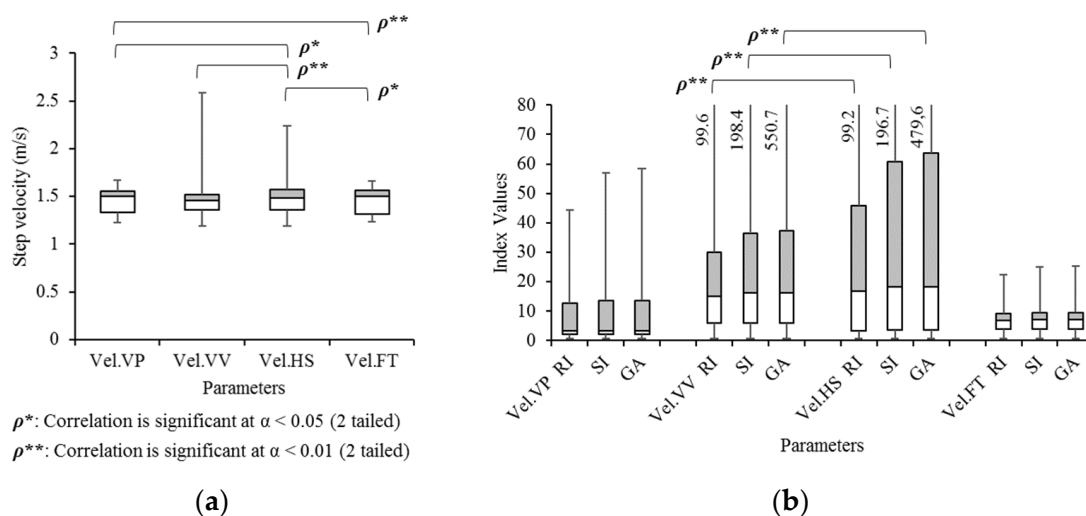 ρ**
ρ*
ρ**
ρ*
Step velocity (m/s)
3
2.5
2
1.5
1
0.5
0
Vel.VP Vel.VV Vel.HS Vel.FT
Parameters
ρ*: Correlation is significant at α < 0.05 (2 tailed)
ρ**: Correlation is significant at α < 0.01 (2 tailed)
(a)
ρ**
ρ**
ρ**
Index Values
80
70
60
50
40
30
20
10
0
99.6
198.4
550.7
99.2
196.7
479,6
Vel.VP RI
SI
GA
Vel.VV RI
SI
GA
Vel.HS RI
SI
GA
Vel.FT RI
SI
GA
Parameters
(b)